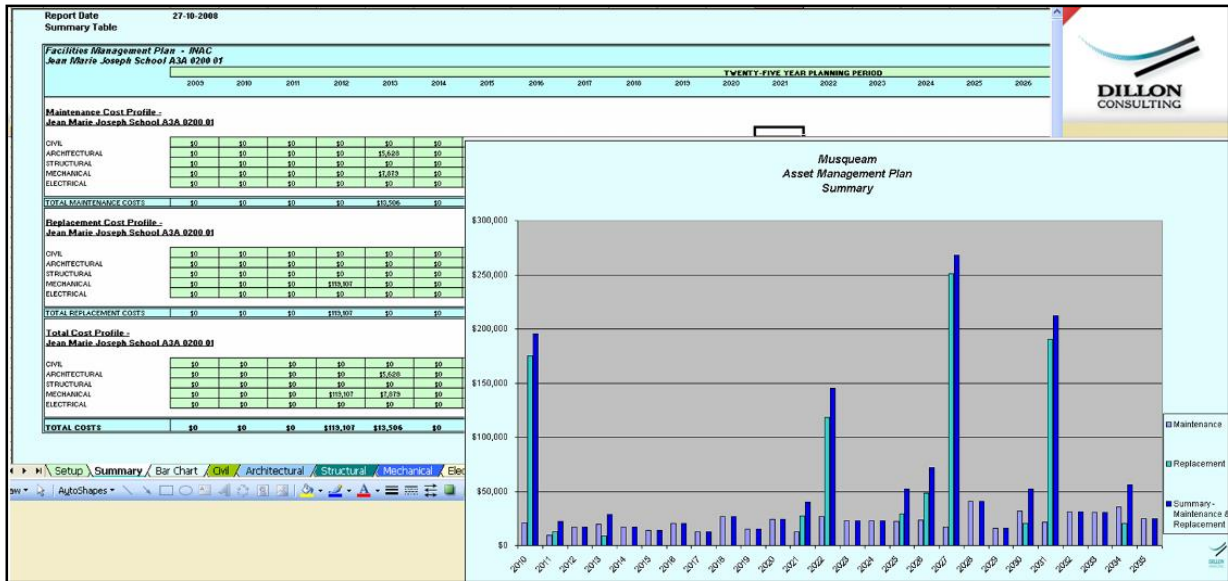 Report Date 27-10-2008
Summary Table
Facilities Management Plan - INAC
Jean Marie Joseph School A3A 0200 01
TWENTY-FIVE YEAR PLANNING PERIOD
2009 2010 2011 2012 2013 2014 2015 2016 2017 2018 2019 2020 2021 2022 2023 2024 2025 2026
Maintenance Cost Profile -
Jean Marie Joseph School A3A 0200 01
CIVIL $0 $0 $0 $0 $0 $0
ARCHITECTURAL $0 $0 $0 $0 $5,628 $0
STRUCTURAL $0 $0 $0 $0 $0 $0
MECHANICAL $0 $0 $0 $0 $7,879 $0
ELECTRICAL $0 $0 $0 $0 $0 $0
TOTAL MAINTENANCE COSTS $0 $0 $0 $0 $13,506 $0
Replacement Cost Profile -
Jean Marie Joseph School A3A 0200 01
CIVIL $0 $0 $0 $0 $0 $0
ARCHITECTURAL $0 $0 $0 $0 $0 $0
STRUCTURAL $0 $0 $0 $0 $0 $0
MECHANICAL $0 $0 $0 $119,107 $0 $0
ELECTRICAL $0 $0 $0 $0 $0 $0
TOTAL REPLACEMENT COSTS $0 $0 $0 $119,107 $0 $0
Total Cost Profile -
Jean Marie Joseph School A3A 0200 01
CIVIL $0 $0 $0 $0 $0 $0
ARCHITECTURAL $0 $0 $0 $0 $5,628 $0
STRUCTURAL $0 $0 $0 $0 $0 $0
MECHANICAL $0 $0 $0 $119,107 $7,879 $0
ELECTRICAL $0 $0 $0 $0 $0 $0
TOTAL COSTS $0 $0 $0 $119,107 $13,506 $0
Setup Summary Bar Chart Civil Architectural Structural Mechanical Elec
aw AutoShapes
DILLON
CONSULTING
Musqueam
Asset Management Plan
Summary
$300,000
$250,000
$200,000
$150,000
$100,000
$50,000
$0
2010 2011 2012 2013 2014 2015 2016 2017 2018 2019 2020 2021 2022 2023 2024 2025 2026 2027 2028 2029 2030 2031 2032 2033 2034 2035
Maintenance
Replacement
Summary -
Maintenance &
Replacement